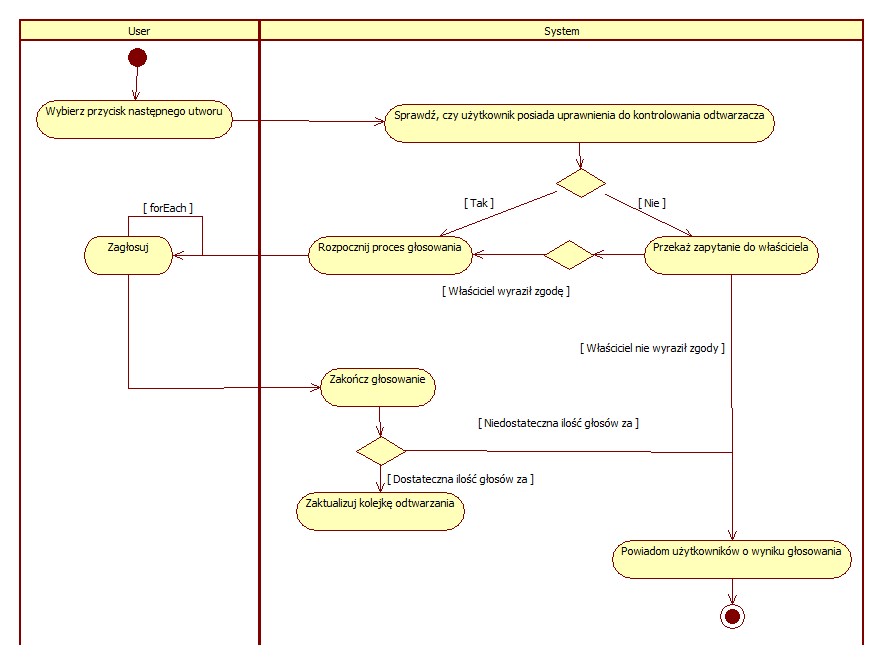 User
System
Wybierz przycisk następnego utworu
Sprawdź, czy użytkownik posiada uprawnienia do kontrolowania odtwarzacza
[ Tak ]
[ Nie ]
[ forEach ]
Zagłosuj
Rozpocznij proces głosowania
Przekaż zapytanie do właściciela
[ Właściciel wyraził zgodę ]
[ Właściciel nie wyraził zgody ]
Zakończ głosowanie
[ Niedostateczna ilość głosów za ]
[ Dostateczna ilość głosów za ]
Zaktualizuj kolejkę odtwarzania
Powiadom użytkowników o wyniku głosowania